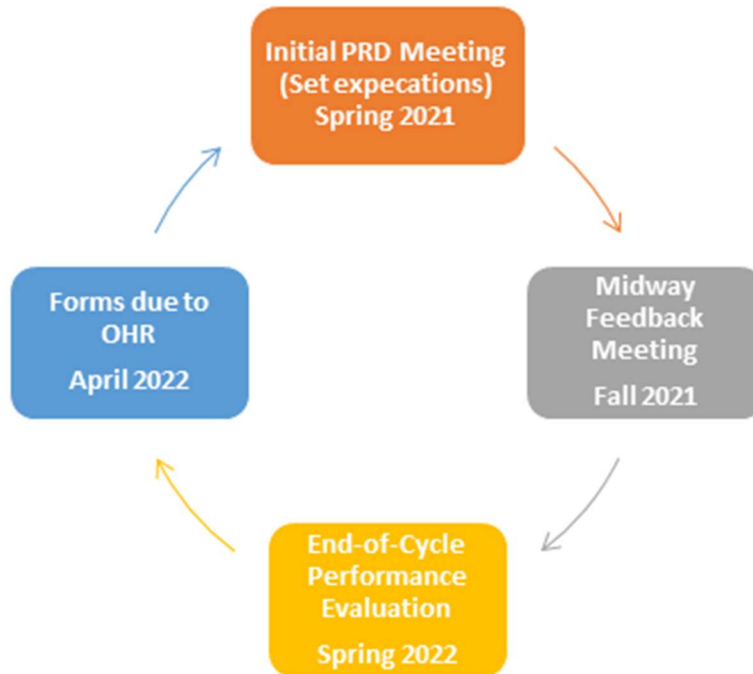 Initial PRD Meeting
(Set expecations)
Spring 2021
Midway
Feedback
Meeting
Fall 2021
End-of-Cycle
Performance
Evaluation
Spring 2022
Forms due to
OHR
April 2022